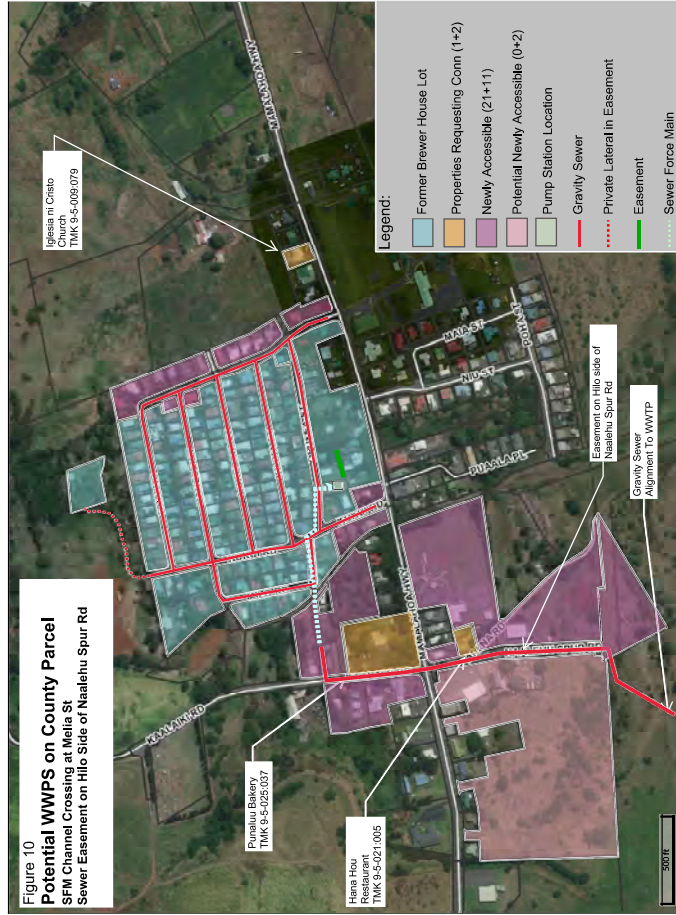 Figure 10
Potential WWPS on County Parcel
SFM Channel Crossing at Melia St
Sewer Easement on Hilo Side of Naalehu Spur Rd
Iglesia ni Cristo
Church
TMK 9-5-009:079
Punaluu Bakery
TMK 9-5-025:037
Hana Hou
Restaurant
TMK 9-5-021:005
Easement on Hilo side of
Naalehu Spur Rd
Gravity Sewer
Alignment To WWTP
MAMALAHOA HWY
KAALAIKI RD
MAMALAHOA HWY
MAIA ST
NIU ST
POHA ST
PUAALA PL
Legend:
Former Brewer House Lot
Properties Requesting Conn (1+2)
Newly Accessible (21+11)
Potential Newly Accessible (0+2)
Pump Station Location
Gravity Sewer
Private Lateral in Easement
Easement
Sewer Force Main
500 ft